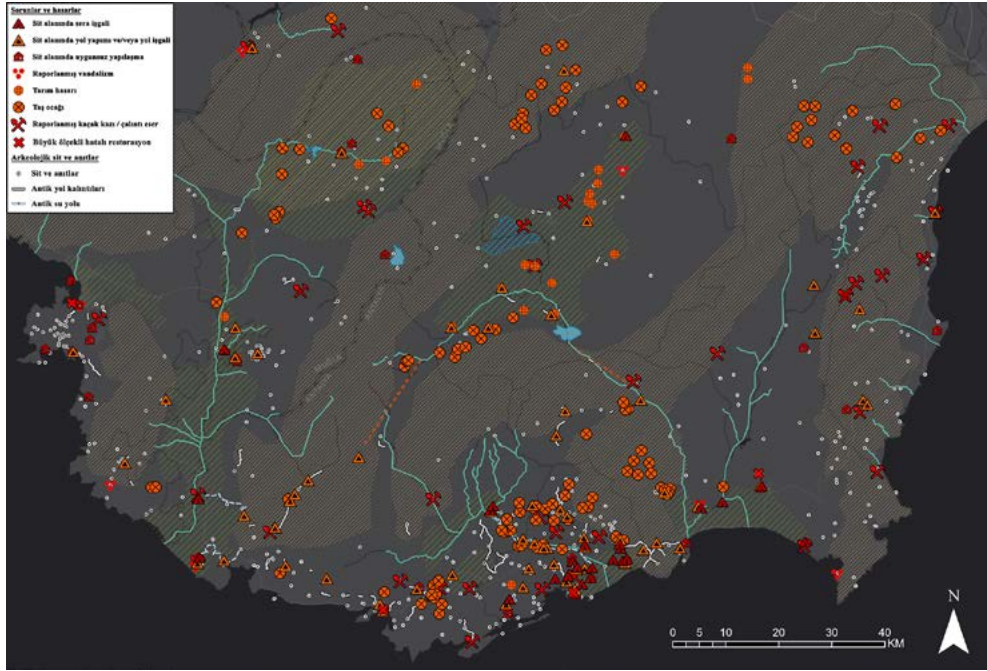 Sorunlar ve hasarlar
Sit alanında sera işgali
Sit alanında yol yapımı ve/veya yol işgali
Sit alanında uygunsuz yapılaşma
Raporlanmış vandalizm
Tarım hasarı
Taş ocağı
Raporlanmış kaçak kazı / çalıntı eser
Büyük ölçekli hatalı restorasyon
Arkeolojik sit ve anıtlar
Sit ve anıtlar
Antik yol kalıntıları
Antik su yolu
N
0 5 10 20 30 40
KM